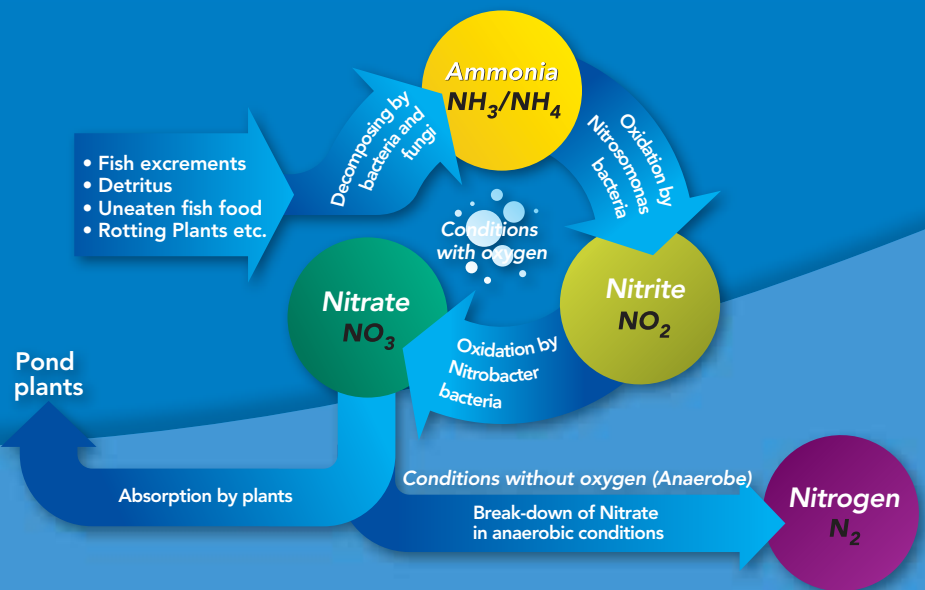 Ammonia
NH3/NH4
Decomposing by
bacteria and
fungi
Oxidation by
Nitrosomonas
bacteria
• Fish excrements
• Detritus
• Uneaten fish food
• Rotting Plants etc.
Conditions
with oxygen
Nitrate
NO3
Nitrite
NO2
Oxidation by
Nitrobacter
bacteria
Pond
plants
Absorption by plants
Conditions without oxygen (Anaerobe)
Break-down of Nitrate
in anaerobic conditions
Nitrogen
N2